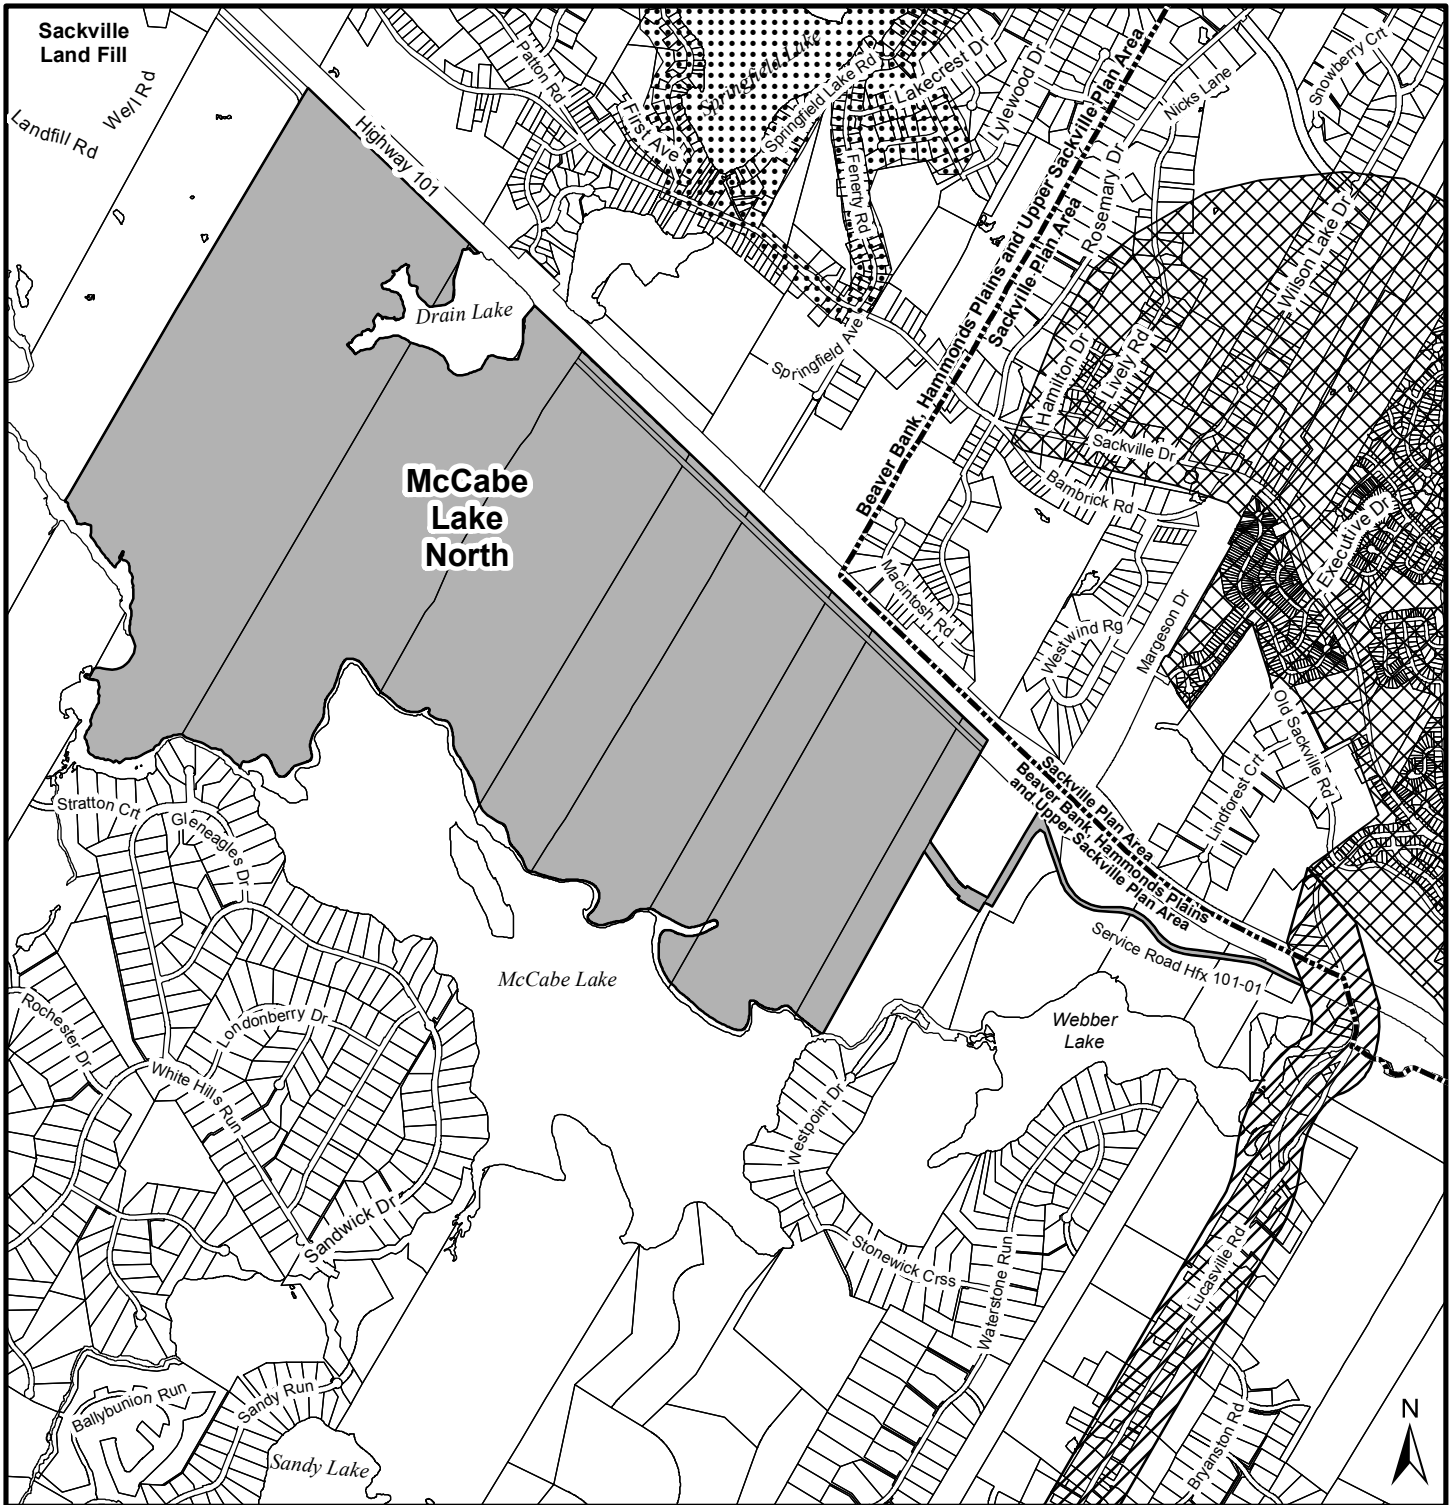 Sackville
Land Fill
Well Rd
Landfill Rd
Highway 101
Patton Rd
First Ave
Springfield Lake
Springfield Lake Rd
Lakecrest Dr
Fenerty Rd
Lylewood Dr
Beaver Bank, Hammonds Plains and Upper Sackville Plan Area
Sackville Plan Area
Nicks Lane
Rosemary Dr
Snowberry Crt
Wilson Lake Dr
Drain Lake
Springfield Ave
Hamilton Dr
Lively Rd
Sackville Dr
Bambrick Rd
Executive Dr
McCabe
Lake
North
Macintosh Rd
Westwind Rg
Margeson Dr
Old Sackville Rd
Lindforest Crt
Sackville Plan Area
Beaver Bank, Hammonds Plains
and Upper Sackville Plan Area
Stratton Crt
Gleneagles Dr
Service Road Hfx 101-01
McCabe Lake
Webber
Lake
Rochester Dr
Londonberry Dr
White Hills Run
Westpoint Dr
Sandwick Dr
Stonewick Crss
Waterstone Run
Lucasville Rd
Ballybunion Run
Sandy Run
Sandy Lake
Bryanston Rd
N